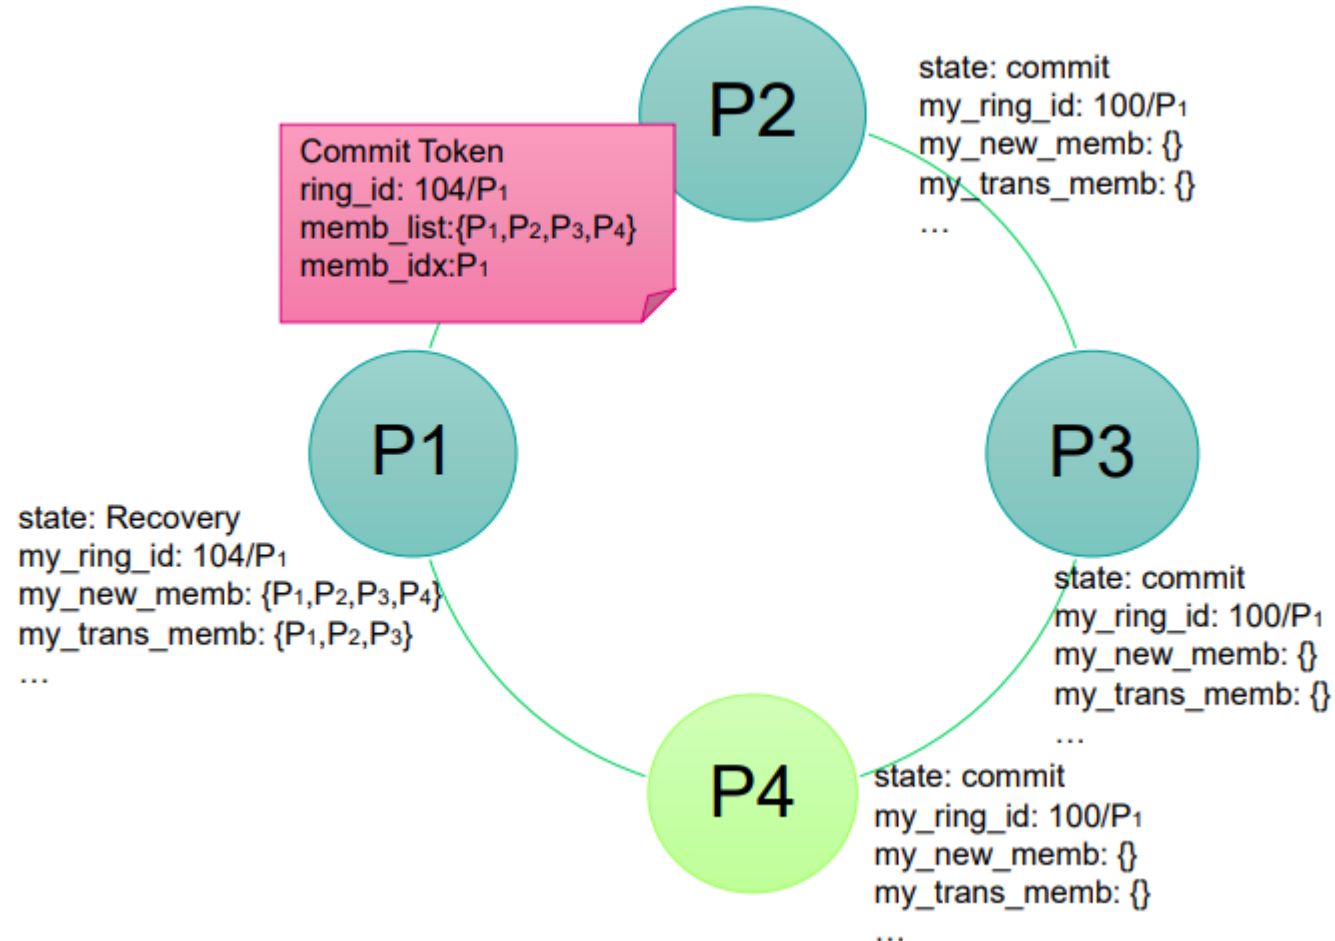 P2
state: commit
my_ring_id: 100/P₁
my_new_memb: {}
my_trans_memb: {}
...
Commit Token
ring_id: 104/P₁
memb_list:{P₁,P₂,P₃,P₄}
memb_idx:P₁
P1
P3
state: Recovery
my_ring_id: 104/P₁
my_new_memb: {P₁,P₂,P₃,P₄}
my_trans_memb: {P₁,P₂,P₃}
...
state: commit
my_ring_id: 100/P₁
my_new_memb: {}
my_trans_memb: {}
...
P4
state: commit
my_ring_id: 100/P₁
my_new_memb: {}
my_trans_memb: {}
...